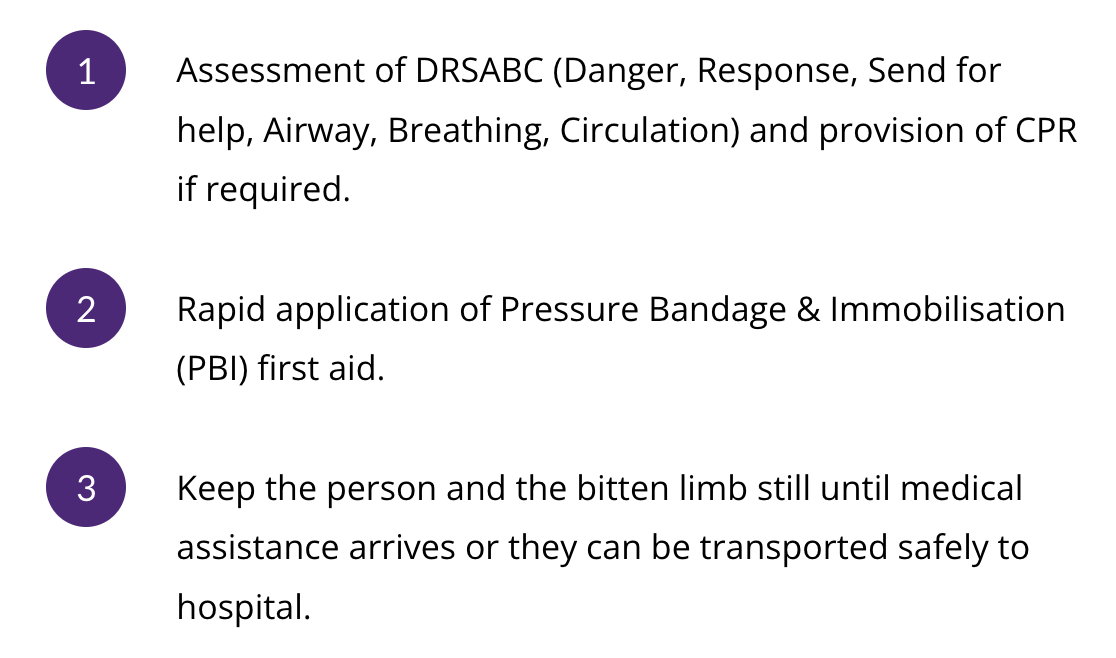 1 Assessment of DRSABC (Danger, Response, Send for
help, Airway, Breathing, Circulation) and provision of CPR
if required.
2 Rapid application of Pressure Bandage & Immobilisation
(PBI) first aid.
3 Keep the person and the bitten limb still until medical
assistance arrives or they can be transported safely to
hospital.